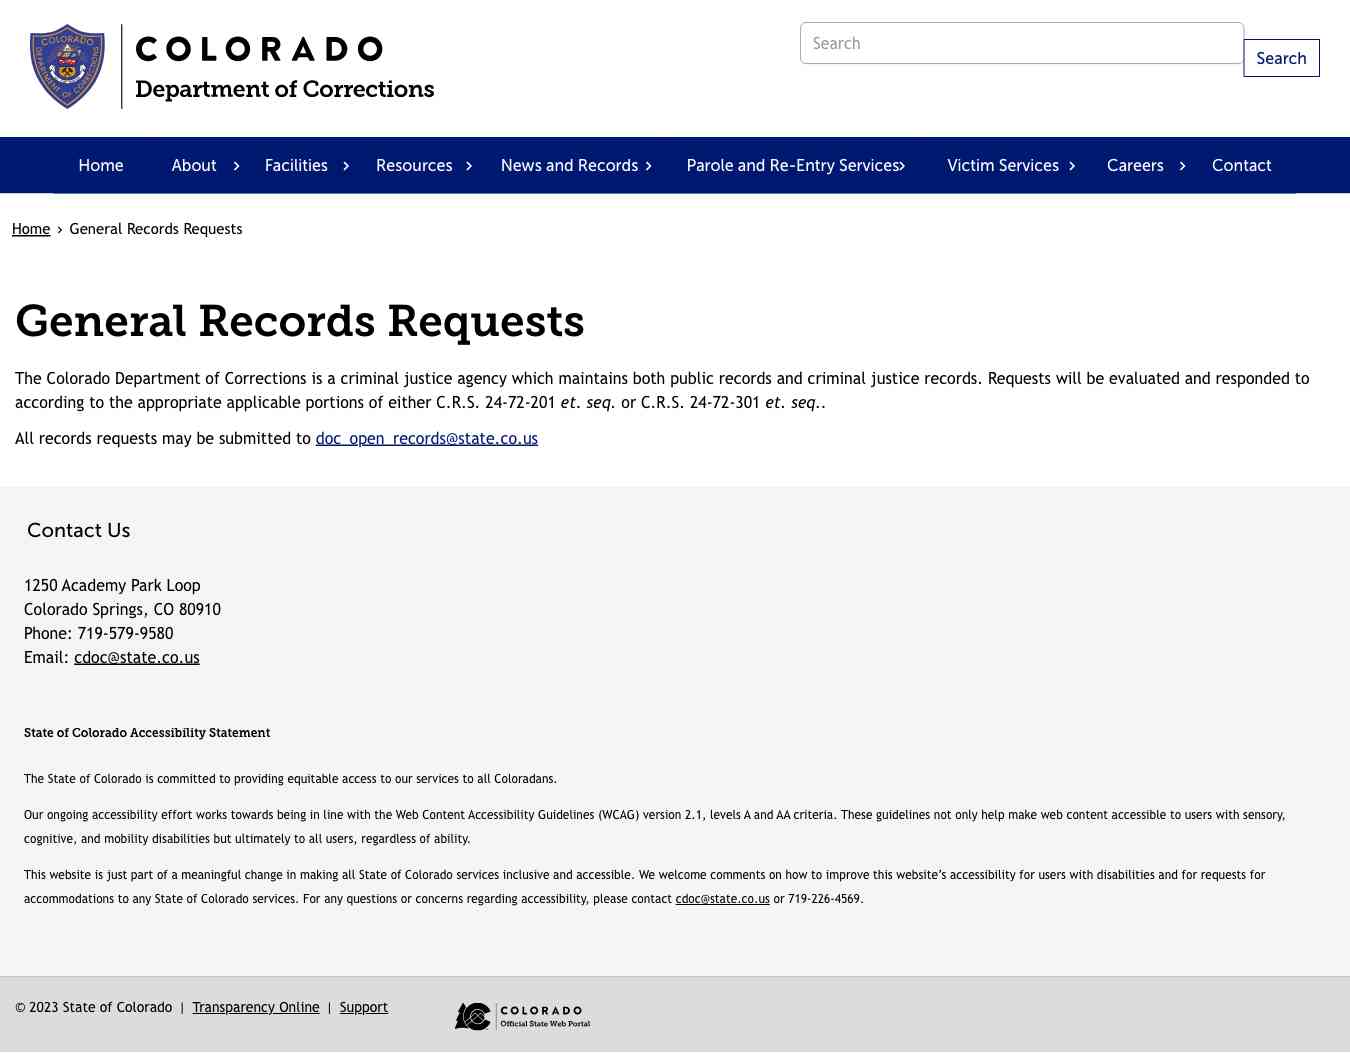 COLORADO
Department of Corrections
Search
Search
Home About Facilities Resources News and Records Parole and Re-Entry Services Victim Services Careers Contact
Home › General Records Requests
General Records Requests
The Colorado Department of Corrections is a criminal justice agency which maintains both public records and criminal justice records. Requests will be evaluated and responded to
according to the appropriate applicable portions of either C.R.S. 24-72-201 et. seq. or C.R.S. 24-72-301 et. seq..
All records requests may be submitted to doc_open_records@state.co.us
Contact Us
1250 Academy Park Loop
Colorado Springs, CO 80910
Phone: 719-579-9580
Email: cdoc@state.co.us
State of Colorado Accessibility Statement
The State of Colorado is committed to providing equitable access to our services to all Coloradans.
Our ongoing accessibility effort works towards being in line with the Web Content Accessibility Guidelines (WCAG) version 2.1, levels A and AA criteria. These guidelines not only help make web content accessible to users with sensory,
cognitive, and mobility disabilities but ultimately to all users, regardless of ability.
This website is just part of a meaningful change in making all State of Colorado services inclusive and accessible. We welcome comments on how to improve this website’s accessibility for users with disabilities and for requests for
accommodations to any State of Colorado services. For any questions or concerns regarding accessibility, please contact cdoc@state.co.us or 719-226-4569.
© 2023 State of Colorado | Transparency Online | Support
COLORADO
Official State Web Portal